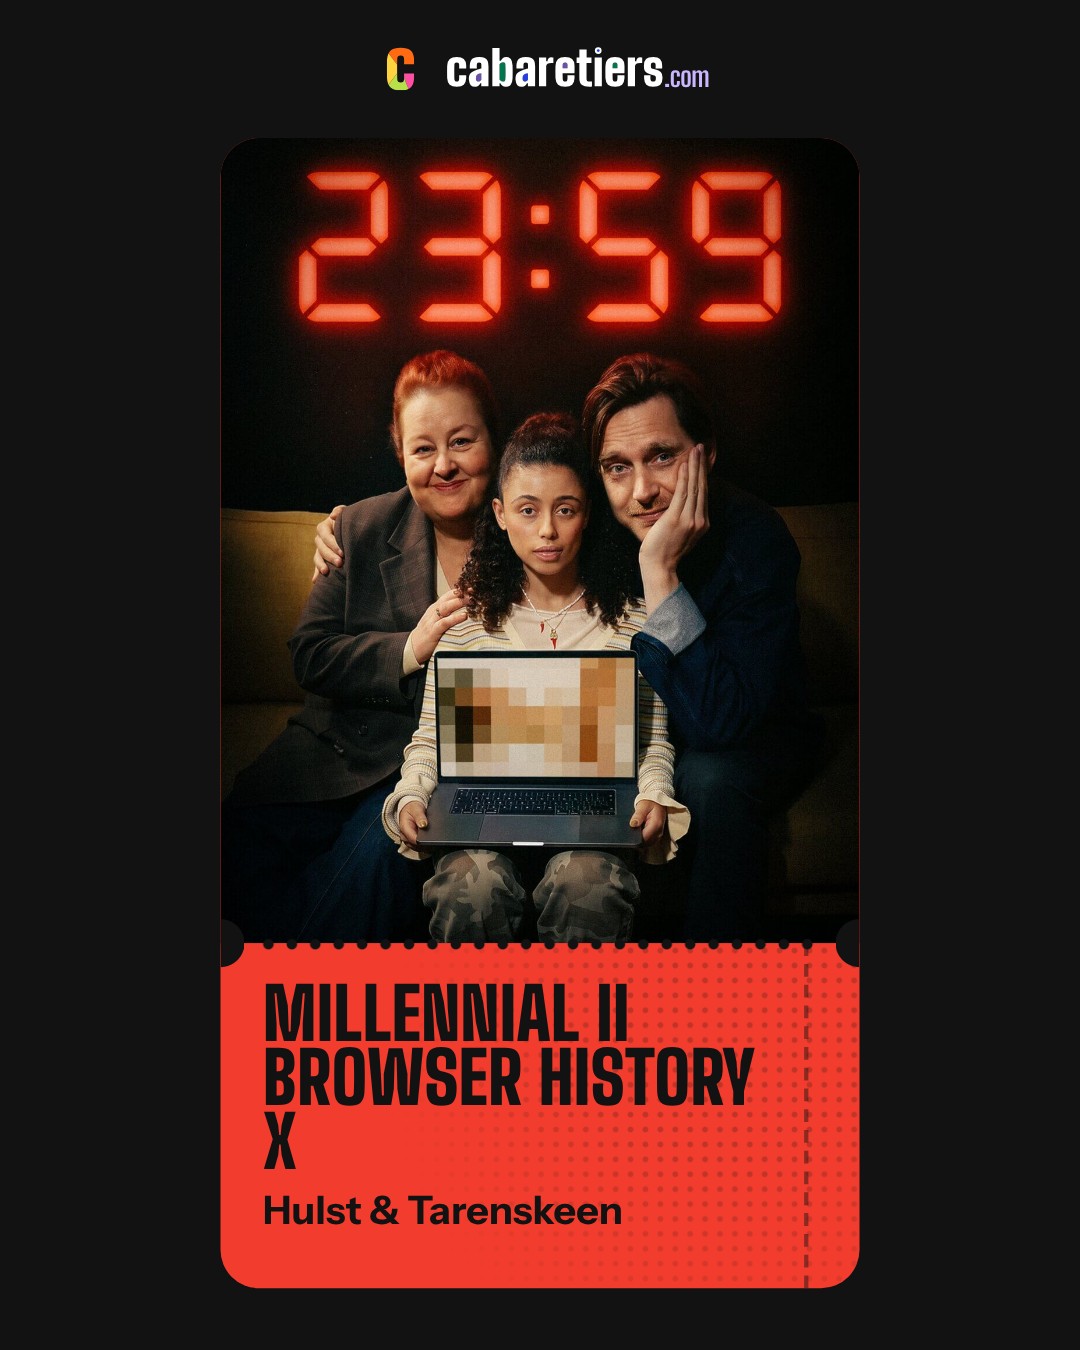 cabaretiers.com
23:59
MILLENNIAL II
BROWSER HISTORY
X
Hulst & Tarenskeen